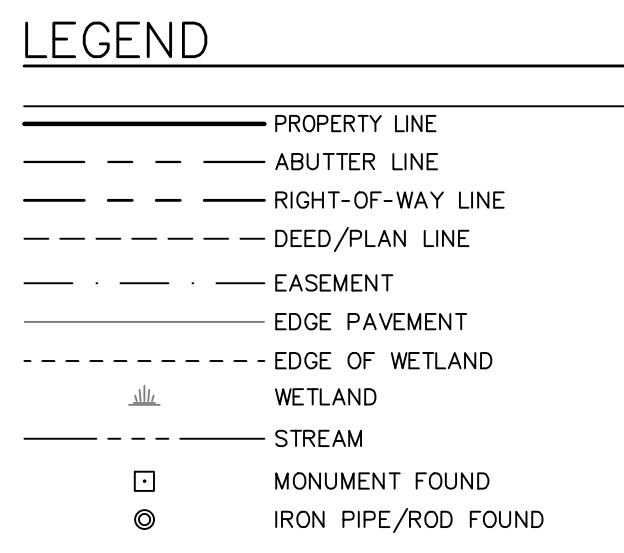 LEGEND
PROPERTY LINE
ABUTTER LINE
RIGHT-OF-WAY LINE
DEED/PLAN LINE
EASEMENT
EDGE PAVEMENT
EDGE OF WETLAND
WETLAND
STREAM
MONUMENT FOUND
IRON PIPE/ROD FOUND